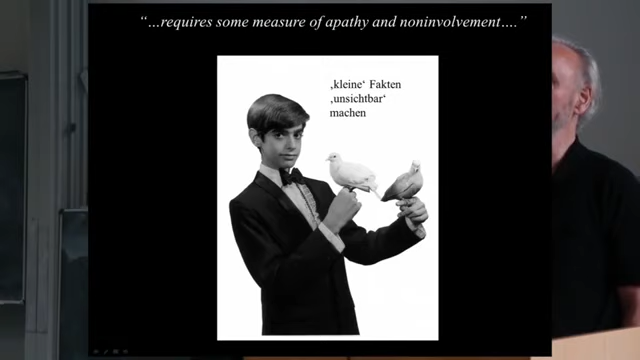 “…requires some measure of apathy and noninvolvement….”
‚kleine‘ Fakten
‚unsichtbar‘
machen